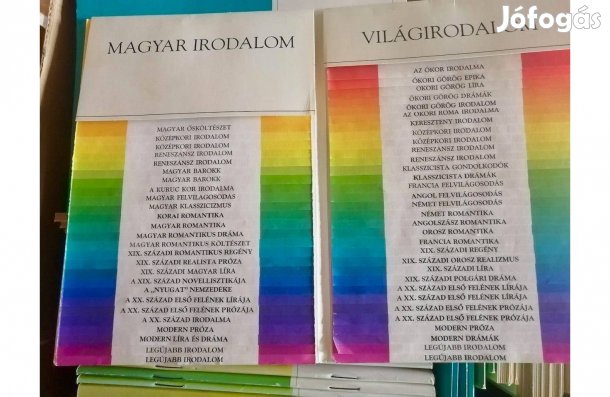 Jófogás
MAGYAR IRODALOM
MAGYAR ŐSKÖLTÉSZET
KÖZÉPKORI IRODALOM
KÖZÉPKORI IRODALOM
RENESZÁNSZ IRODALOM
RENESZÁNSZ IRODALOM
MAGYAR BAROKK
MAGYAR BAROKK
A KURUC KOR IRODALMA
MAGYAR FELVILÁGOSODÁS
MAGYAR KLASSZICIZMUS
KORAI ROMANTIKA
MAGYAR ROMANTIKA
MAGYAR ROMANTIKUS DRÁMA
MAGYAR ROMANTIKUS KÖLTÉSZET
XIX. SZÁZADI ROMANTIKUS REGÉNY
XIX. SZÁZADI REALISTA PRÓZA
XIX. SZÁZADI MAGYAR LÍRA
A XIX. SZÁZAD NOVELLISZTIKÁJA
A „NYUGAT” NEMZEDÉKE
A XX. SZÁZAD ELSŐ FELÉNEK LÍRÁJA
A XX. SZÁZAD ELSŐ FELÉNEK PRÓZÁJA
A XX. SZÁZAD IRODALMA
MODERN PRÓZA
MODERN LÍRA ÉS DRÁMA
LEGÚJABB IRODALOM
LEGÚJABB IRODALOM
VILÁGIRODALOM
AZ ÓKOR IRODALMA
ÓKORI GÖRÖG EPIKA
ÓKORI GÖRÖG LÍRA
ÓKORI GÖRÖG DRÁMÁK
ÓKORI GÖRÖG IRODALOM
AZ ÓKORI RÓMA IRODALMA
KERESZTÉNY IRODALOM
KÖZÉPKORI IRODALOM
KÖZÉPKORI IRODALOM
RENESZÁNSZ IRODALOM
RENESZÁNSZ IRODALOM
KLASSZICISTA GONDOLKODÓK
KLASSZICISTA DRÁMÁK
FRANCIA FELVILÁGOSODÁS
ANGOL FELVILÁGOSODÁS
NÉMET FELVILÁGOSODÁS
NÉMET ROMANTIKA
ANGOLSZÁSZ ROMANTIKA
OROSZ ROMANTIKA
FRANCIA ROMANTIKA
XIX. SZÁZADI REGÉNY
XIX. SZÁZADI OROSZ REALIZMUS
XIX. SZÁZADI LÍRA
XIX. SZÁZADI POLGÁRI DRÁMA
A XX. SZÁZAD ELSŐ FELÉNEK LÍRÁJA
A XX. SZÁZAD ELSŐ FELÉNEK LÍRÁJA
A XX. SZÁZAD ELSŐ FELÉNEK PRÓZÁJA
A XX. SZÁZAD ELSŐ FELÉNEK PRÓZÁJA
MODERN PRÓZA
MODERN DRÁMÁK
LEGÚJABB IRODALOM
LEGÚJABB IRODALOM